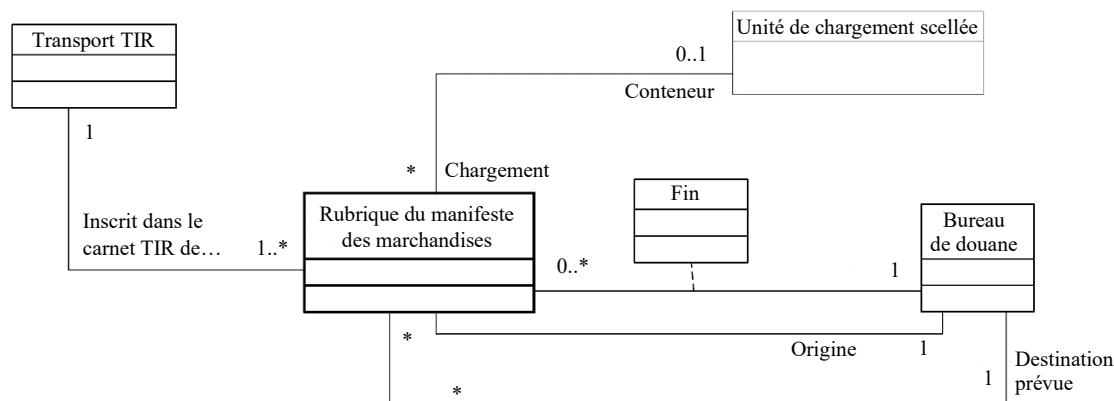 Transport TIR
Unité de chargement scellée
0..1
Conteneur
1
*
Chargement
Inscrit dans le
carnet TIR de…
1..*
Rubrique du manifeste
des marchandises
Fin
Bureau
de douane
0..*
1
*
Origine
1
*
1
Destination
prévue